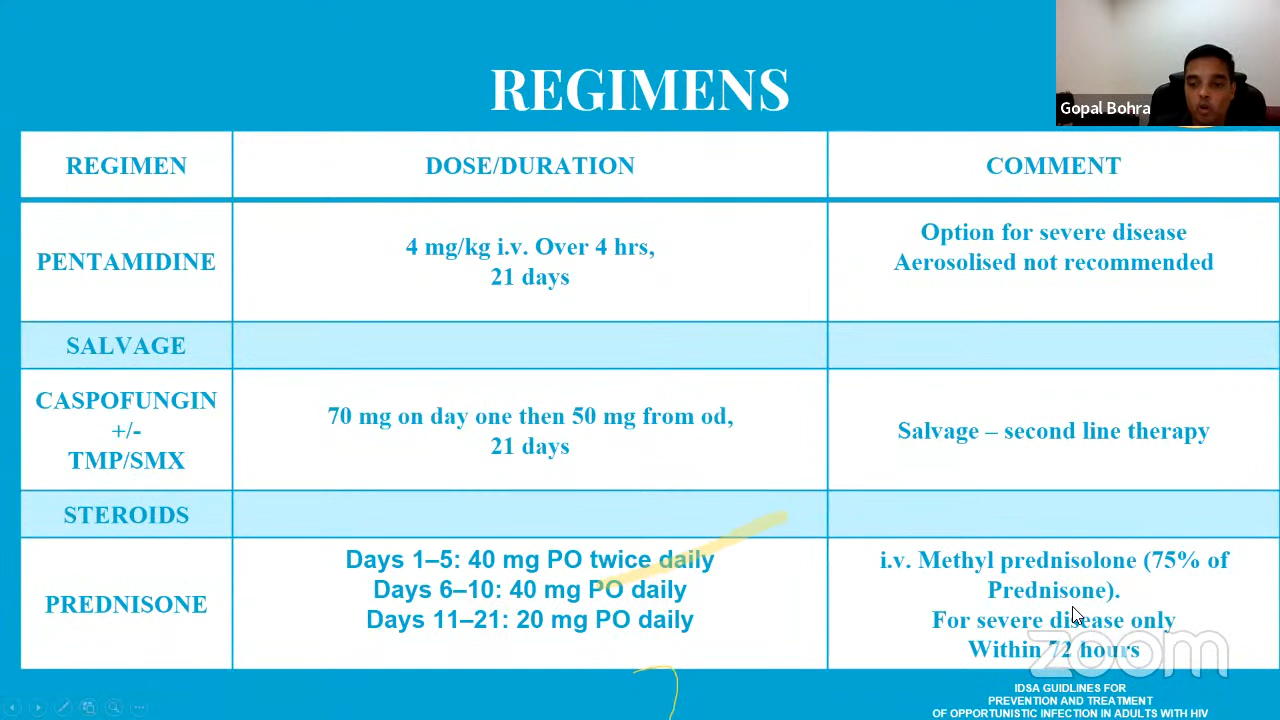 REGIMENS
Gopal Bohra
REGIMEN
DOSE/DURATION
COMMENT
PENTAMIDINE
4 mg/kg i.v. Over 4 hrs,
21 days
Option for severe disease
Aerosolised not recommended
SALVAGE
CASPOFUNGIN
+/-
TMP/SMX
70 mg on day one then 50 mg from od,
21 days
Salvage – second line therapy
STEROIDS
PREDNISONE
Days 1–5: 40 mg PO twice daily
Days 6–10: 40 mg PO daily
Days 11–21: 20 mg PO daily
i.v. Methyl prednisolone (75% of
Prednisone).
For severe disease only
Within 72 hours
zoom
IDSA GUIDLINES FOR
PREVENTION AND TREATMENT
OF OPPORTUNISTIC INFECTION IN ADULTS WITH HIV